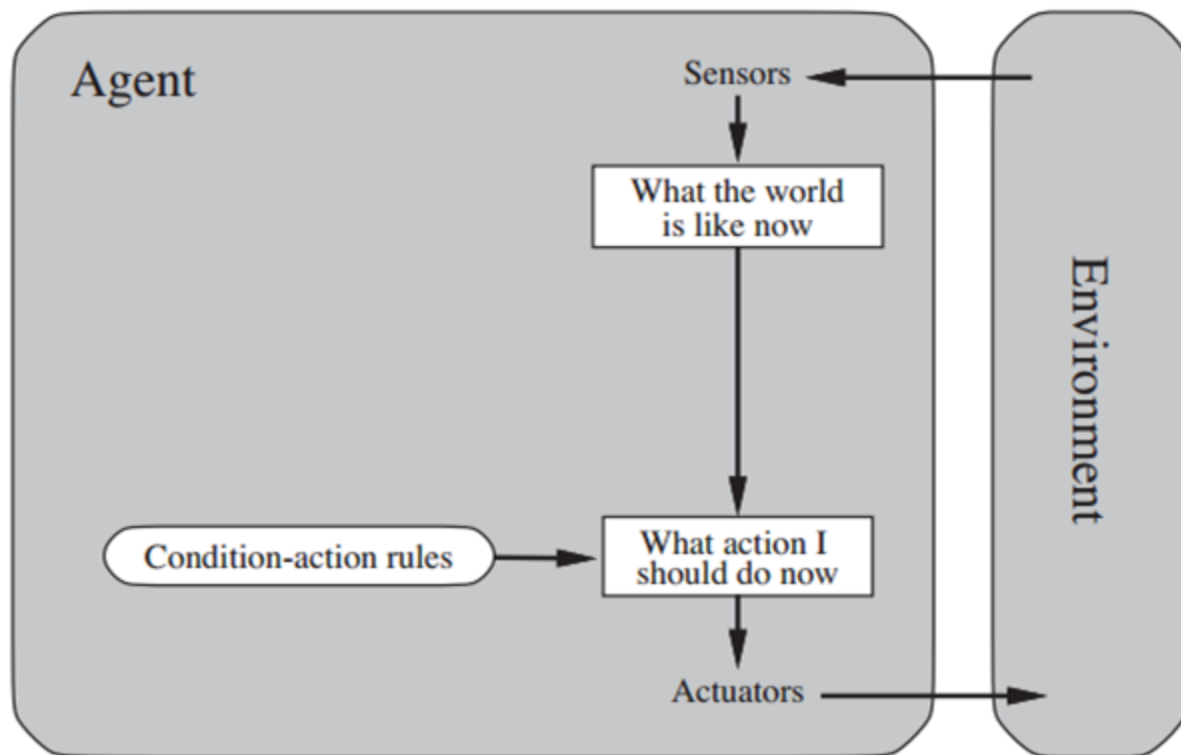 Agent
Sensors
What the world
is like now
Environment
Condition-action rules
What action I
should do now
Actuators